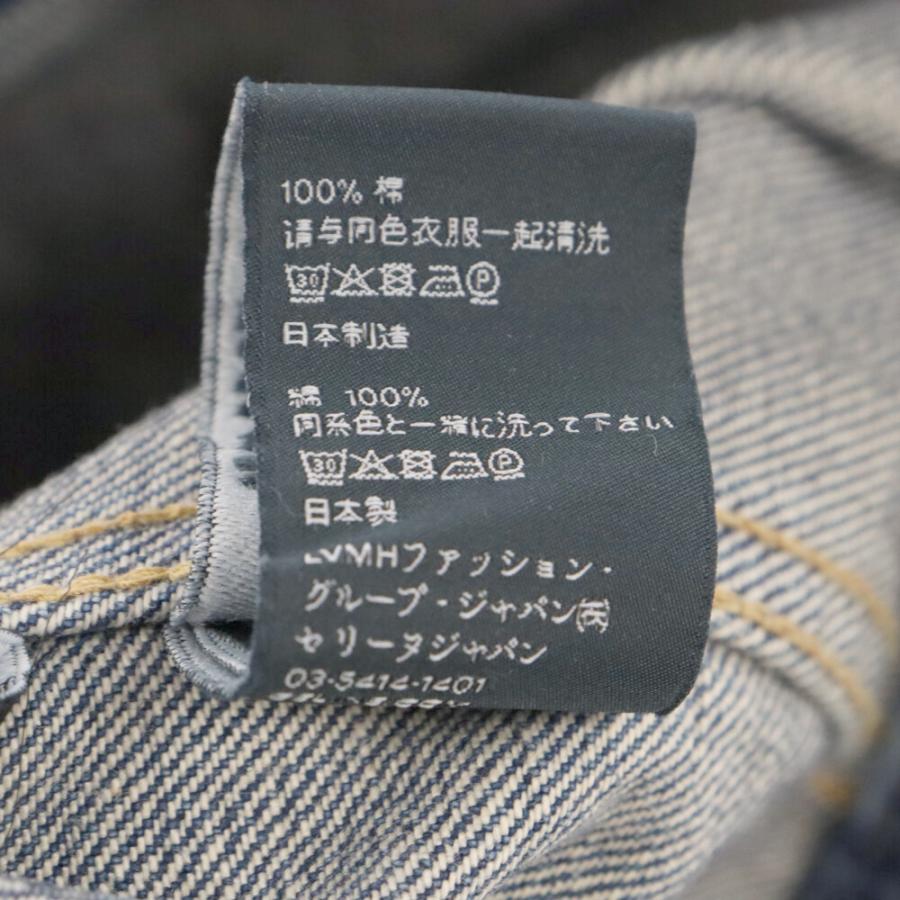 100% 棉
请与同色衣服一起清洗
30 P
日本制造
綿 100%
同系色と一緒に洗って下さい
30 P
日本製
LVMHファッション・
グループ・ジャパン㈱
セリーヌジャパン
03-5414-1401